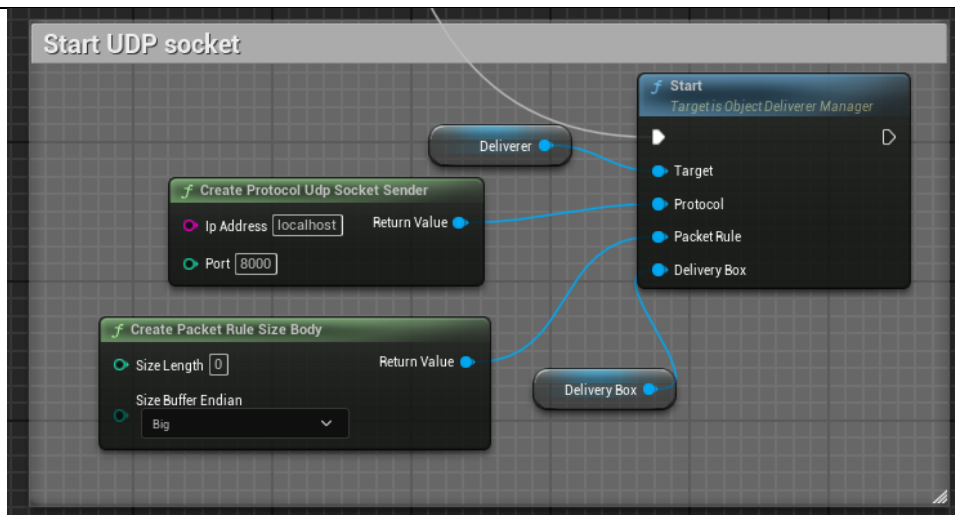 Start UDP socket
f Start
Target is Object Deliverer Manager
Deliverer
Target
f Create Protocol Udp Socket Sender
Protocol
Ip Address localhost
Return Value
Packet Rule
Port 8000
Delivery Box
f Create Packet Rule Size Body
Size Length 0
Return Value
Delivery Box
Size Buffer Endian
Big